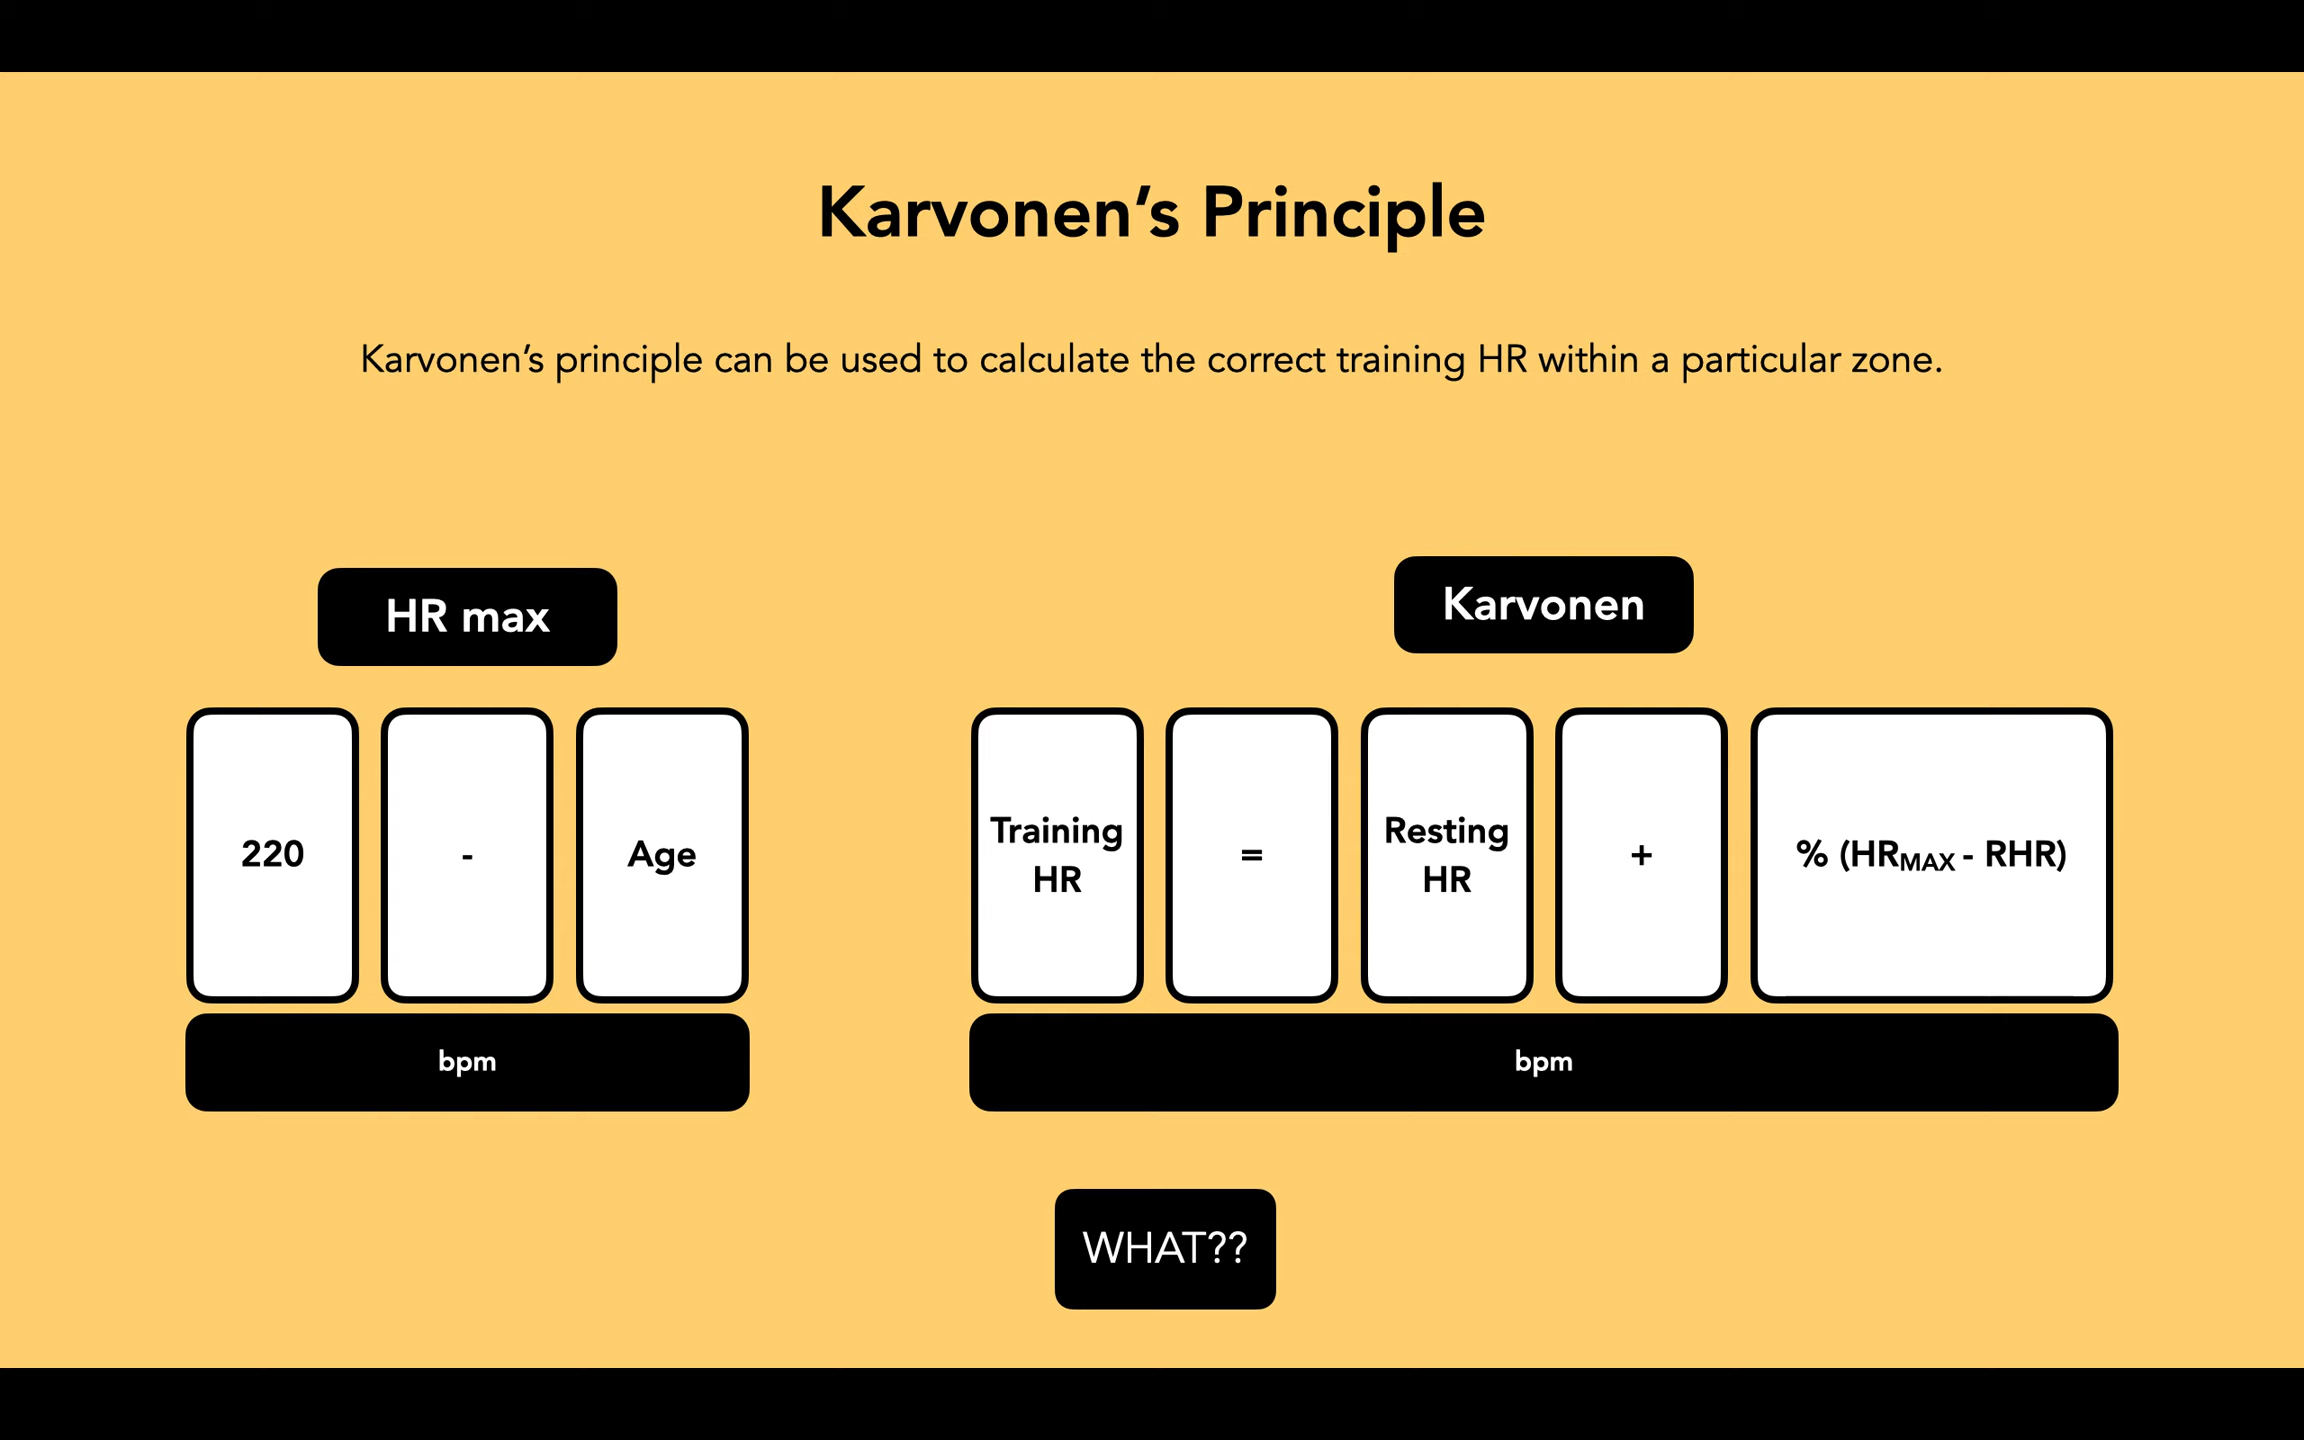 Karvonen’s Principle
Karvonen’s principle can be used to calculate the correct training HR within a particular zone.
HR max
220
-
Age
bpm
Karvonen
Training
HR
=
Resting
HR
+
% (HRMAX - RHR)
bpm
WHAT??